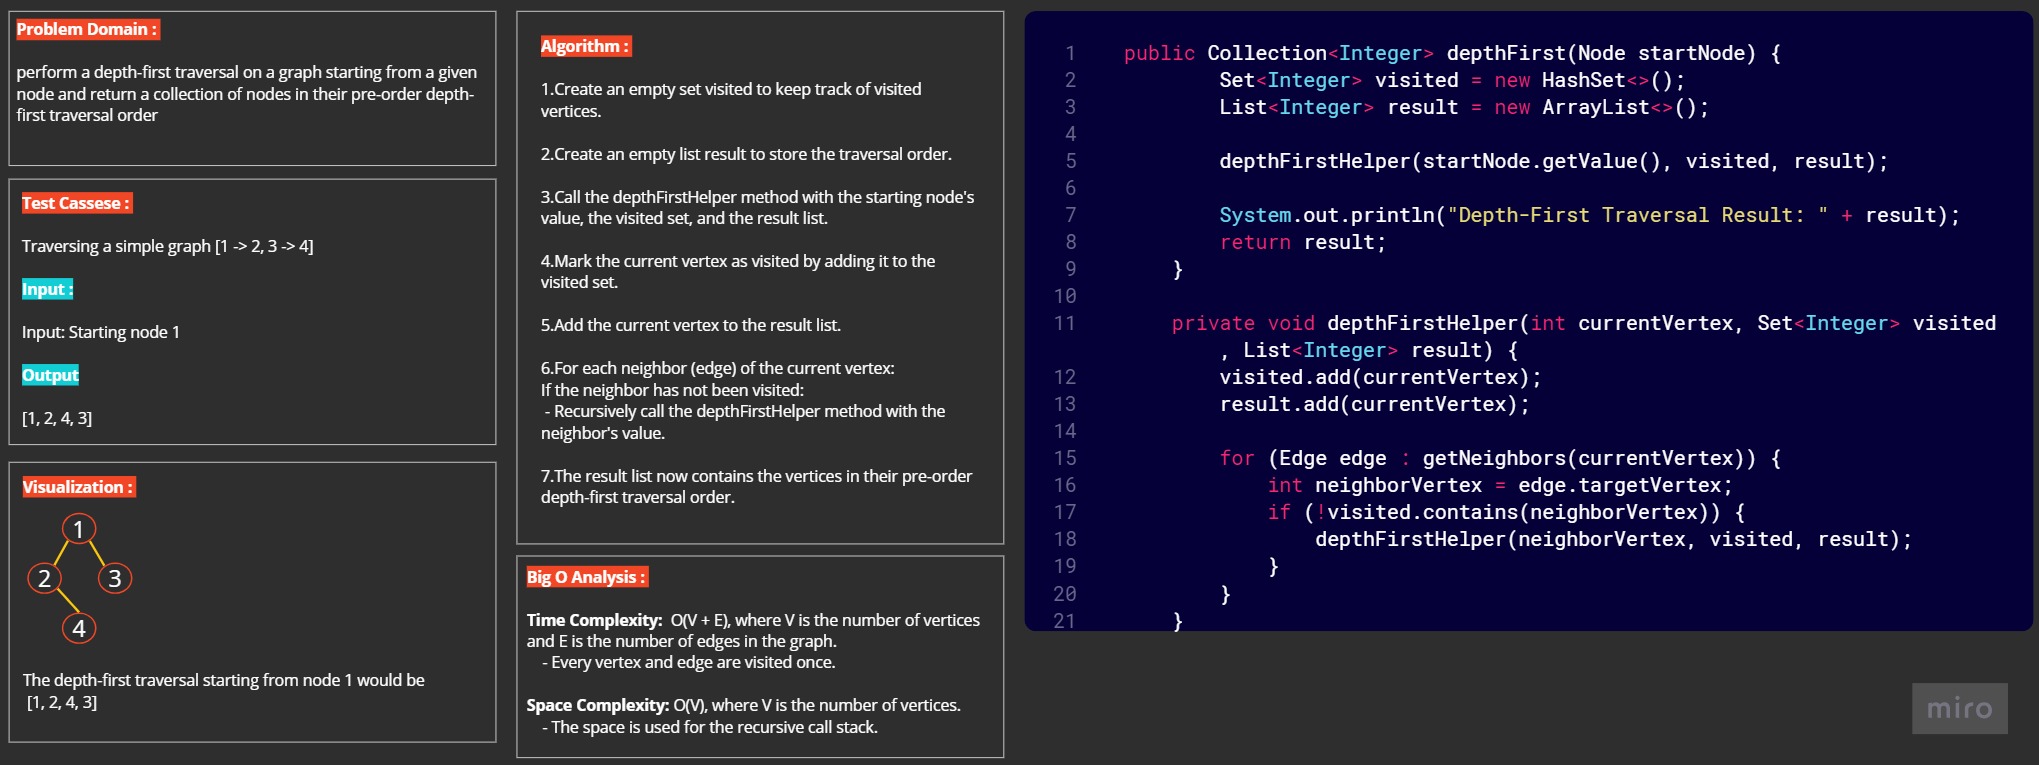 Problem Domain :
perform a depth-first traversal on a graph starting from a given
node and return a collection of nodes in their pre-order depth-
first traversal order
Test Cassese :
Traversing a simple graph [1 -> 2, 3 -> 4]
Input :
Input: Starting node 1
Output
[1, 2, 4, 3]
Visualization :
1
2
3
4
The depth-first traversal starting from node 1 would be
[1, 2, 4, 3]
Algorithm :
1.Create an empty set visited to keep track of visited
vertices.
2.Create an empty list result to store the traversal order.
3.Call the depthFirstHelper method with the starting node's
value, the visited set, and the result list.
4.Mark the current vertex as visited by adding it to the
visited set.
5.Add the current vertex to the result list.
6.For each neighbor (edge) of the current vertex:
If the neighbor has not been visited:
- Recursively call the depthFirstHelper method with the
neighbor's value.
7.The result list now contains the vertices in their pre-order
depth-first traversal order.
Big O Analysis :
Time Complexity: O(V + E), where V is the number of vertices
and E is the number of edges in the graph.
- Every vertex and edge are visited once.
Space Complexity: O(V), where V is the number of vertices.
- The space is used for the recursive call stack.
1 public Collection<Integer> depthFirst(Node startNode) {
2 Set<Integer> visited = new HashSet<>();
3 List<Integer> result = new ArrayList<>();
4
5 depthFirstHelper(startNode.getValue(), visited, result);
6
7 System.out.println("Depth-First Traversal Result: " + result);
8 return result;
9 }
10
11 private void depthFirstHelper(int currentVertex, Set<Integer> visited
, List<Integer> result) {
12 visited.add(currentVertex);
13 result.add(currentVertex);
14
15 for (Edge edge : getNeighbors(currentVertex)) {
16 int neighborVertex = edge.targetVertex;
17 if (!visited.contains(neighborVertex)) {
18 depthFirstHelper(neighborVertex, visited, result);
19 }
20 }
21 }
miro